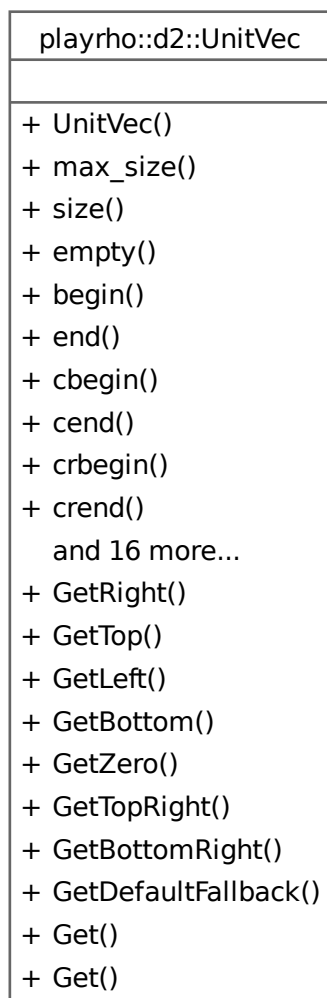 playrho::d2::UnitVec
+ UnitVec()
+ max_size()
+ size()
+ empty()
+ begin()
+ end()
+ cbegin()
+ cend()
+ crbegin()
+ crend()
and 16 more...
+ GetRight()
+ GetTop()
+ GetLeft()
+ GetBottom()
+ GetZero()
+ GetTopRight()
+ GetBottomRight()
+ GetDefaultFallback()
+ Get()
+ Get()